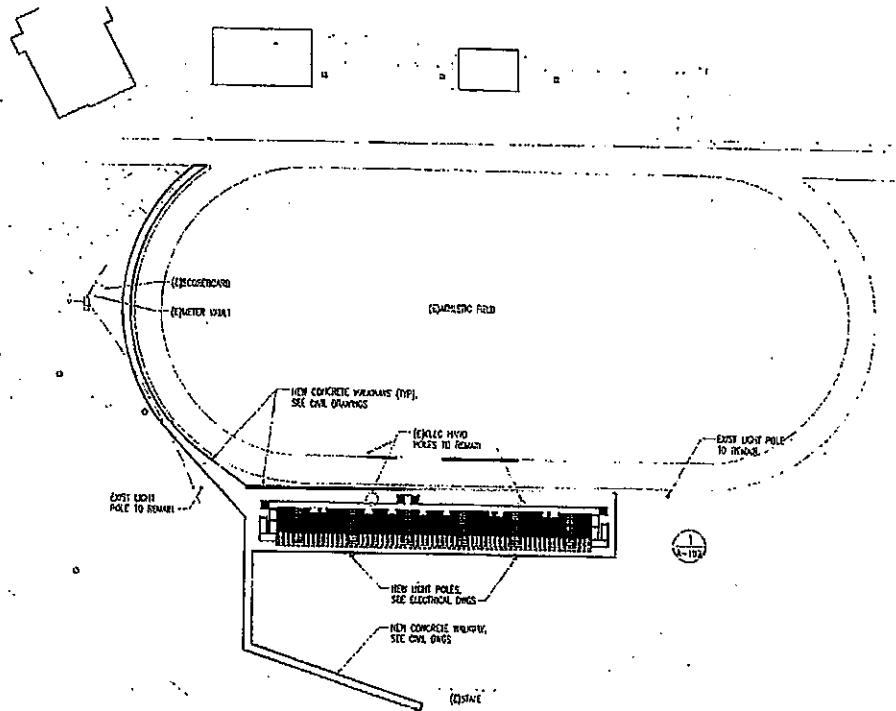 (E)SCOREBOARD
(E)METER VAULT
(E)ATHLETIC FIELD
NEW CONCRETE WALKWAYS (TYP),
SEE CIVIL DRAWINGS
(E)ELEC HAND
POLES TO REMAIN
EXIST LIGHT POLE
TO REMAIN.
EXIST LIGHT
POLE TO REMAIN.
1
A-102
NEW LIGHT POLES,
SEE ELECTRICAL DWGS
NEW CONCRETE WALKWAY,
SEE CIVIL DWGS